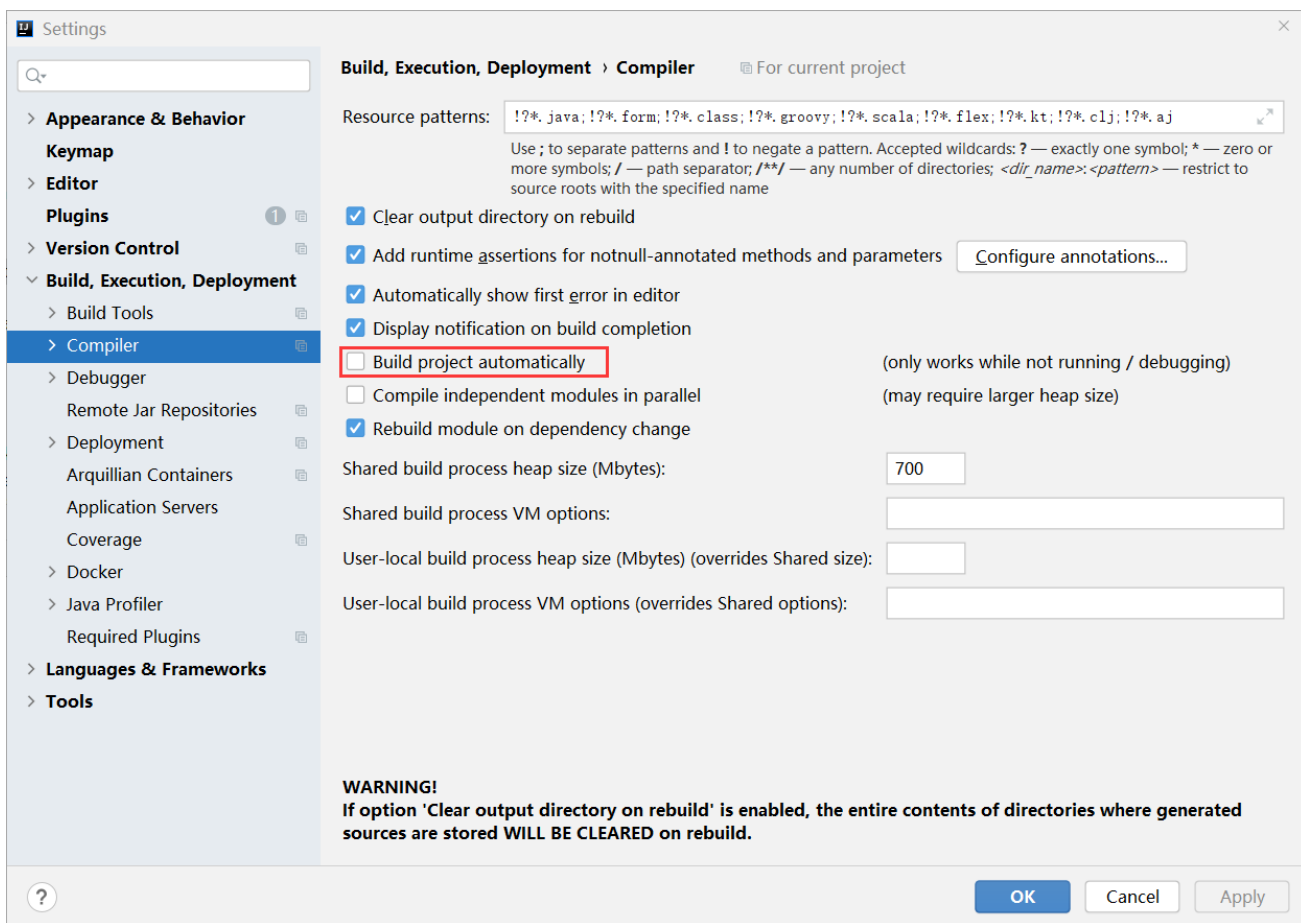 Settings
Build, Execution, Deployment › Compiler For current project
Appearance & Behavior
Keymap
Editor
Plugins 1
Version Control
Build, Execution, Deployment
Build Tools
Compiler
Debugger
Remote Jar Repositories
Deployment
Arquillian Containers
Application Servers
Coverage
Docker
Java Profiler
Required Plugins
Languages & Frameworks
Tools
Resource patterns: !?*.java;!?*.form;!?*.class;!?*.groovy;!?*.scala;!?*.flex;!?*.kt;!?*.clj;!?*.aj
Use ; to separate patterns and ! to negate a pattern. Accepted wildcards: ? — exactly one symbol; * — zero or
more symbols; / — path separator; /**/ — any number of directories; <dir_name>:<pattern> — restrict to
source roots with the specified name
Clear output directory on rebuild
Add runtime assertions for notnull-annotated methods and parameters Configure annotations...
Automatically show first error in editor
Display notification on build completion
Build project automatically (only works while not running / debugging)
Compile independent modules in parallel (may require larger heap size)
Rebuild module on dependency change
Shared build process heap size (Mbytes): 700
Shared build process VM options:
User-local build process heap size (Mbytes) (overrides Shared size):
User-local build process VM options (overrides Shared options):
WARNING!
If option 'Clear output directory on rebuild' is enabled, the entire contents of directories where generated
sources are stored WILL BE CLEARED on rebuild.
? OK Cancel Apply